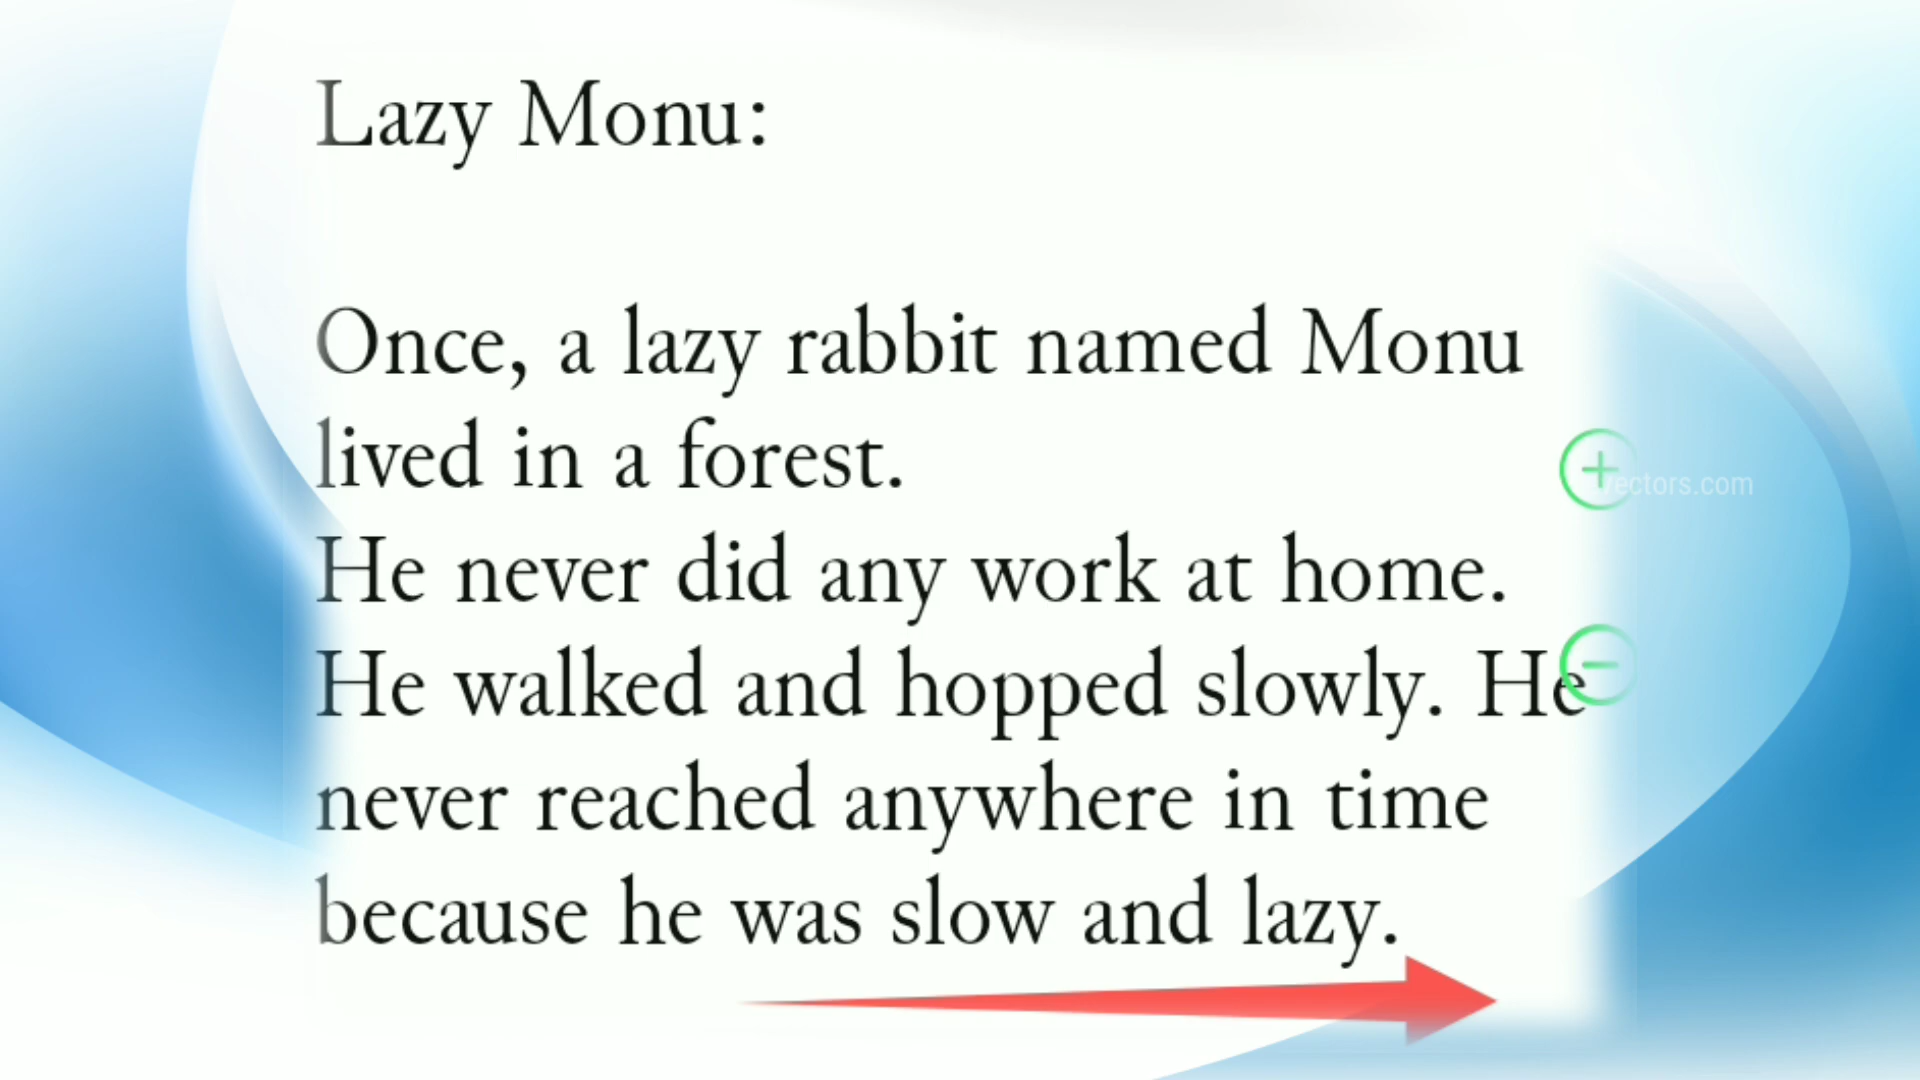 Lazy Monu:
Once, a lazy rabbit named Monu
lived in a forest.
He never did any work at home.
He walked and hopped slowly. He
never reached anywhere in time
because he was slow and lazy.
vectors.com